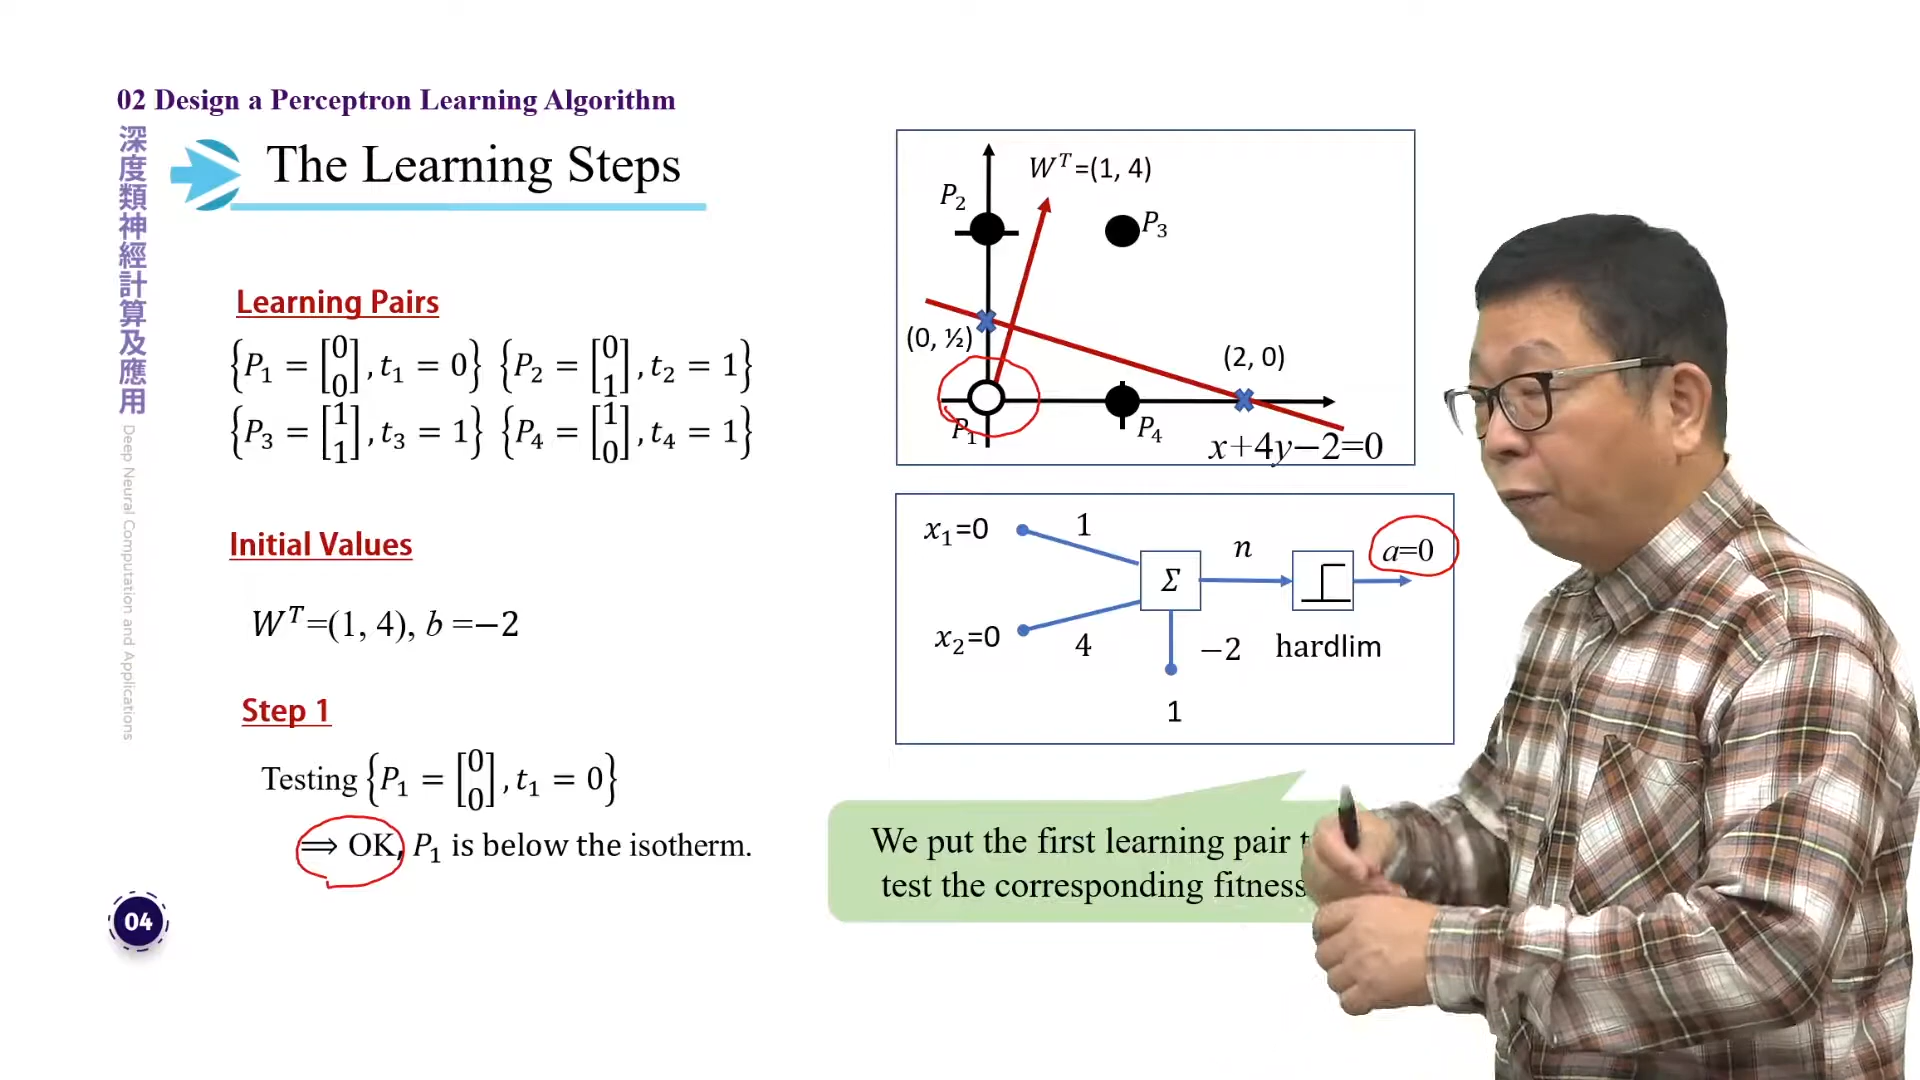 02 Design a Perceptron Learning Algorithm
深度類神經計算及應用
Deep Neural Computation and Applications
The Learning Steps
Learning Pairs
{P₁ = [0 0], t₁ = 0} {P₂ = [0 1], t₂ = 1}
{P₃ = [1 1], t₃ = 1} {P₄ = [1 0], t₄ = 1}
Initial Values
Wᵀ=(1, 4), b =−2
Step 1
Testing {P₁ = [0 0], t₁ = 0}
⟹ OK, P₁ is below the isotherm.
04
Wᵀ=(1, 4)
P₂
P₃
(0, ½)
(2, 0)
P₁
P₄
x+4y−2=0
x₁=0
1
n
a=0
Σ
x₂=0
4
−2
hardlim
1
We put the first learning pair
test the corresponding fitness